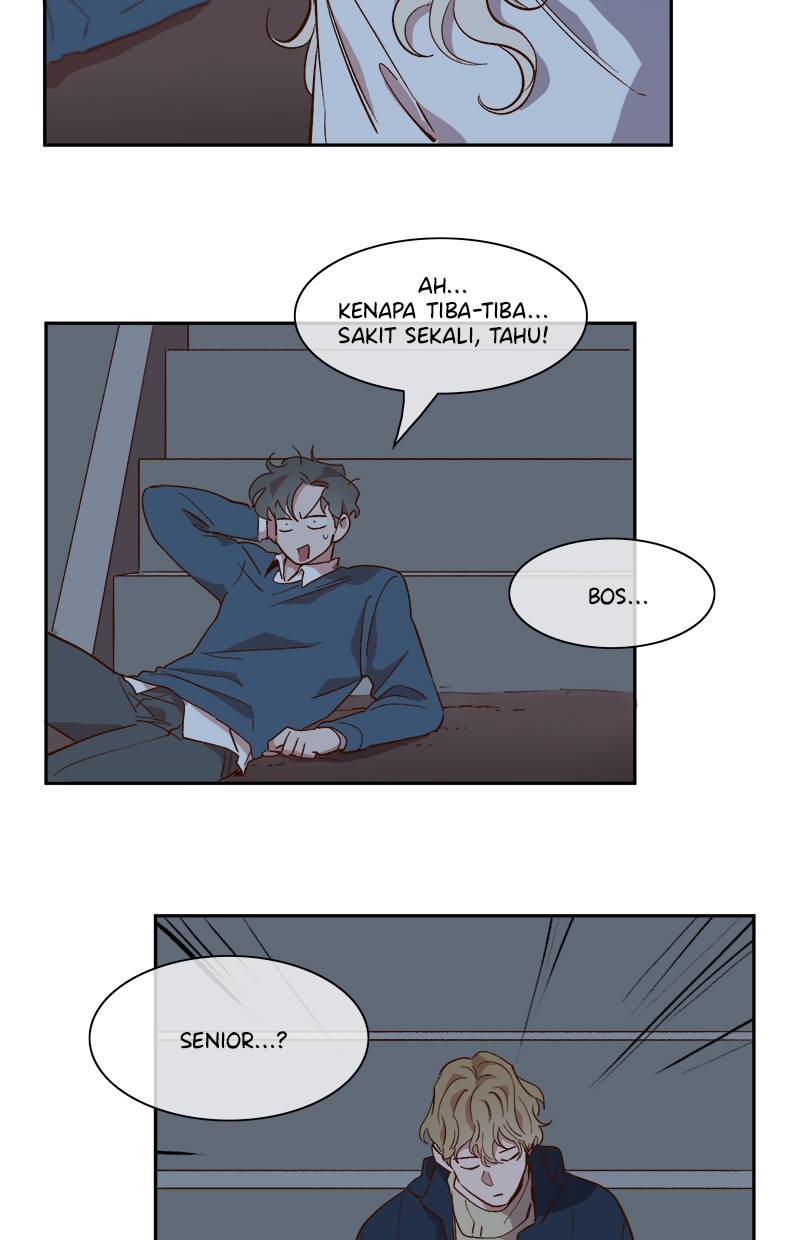 AH...
KENAPA TIBA-TIBA...
SAKIT SEKALI, TAHU!
BOS...
SENIOR...?